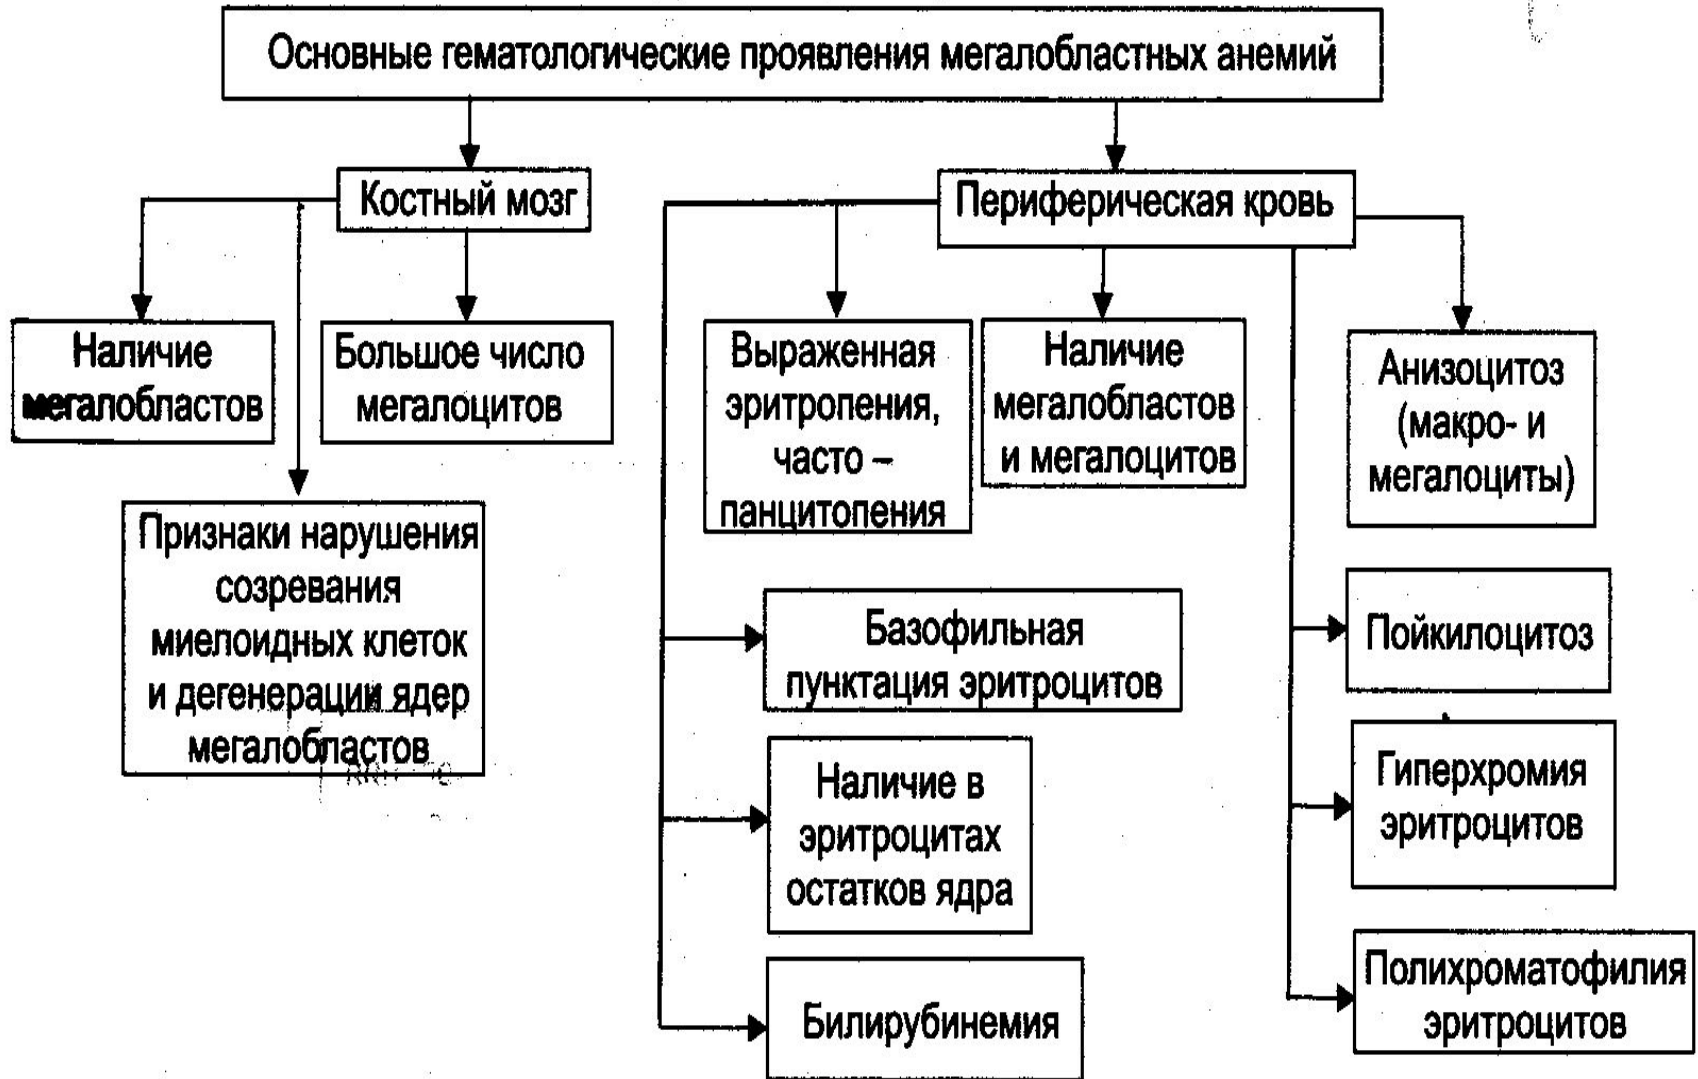 Основные гематологические проявления мегалобластных анемий
Костный мозг
Периферическая кровь
Наличие
мегалобластов
Большое число
мегалоцитов
Признаки нарушения
созревания
миелоидных клеток
и дегенерации ядер
мегалобластов
Выраженная
эритропения,
часто –
панцитопения
Наличие
мегалобластов
и мегалоцитов
Анизоцитоз
(макро- и
мегалоциты)
Базофильная
пунктация эритроцитов
Наличие в
эритроцитах
остатков ядра
Билирубинемия
Пойкилоцитоз
Гиперхромия
эритроцитов
Полихроматофилия
эритроцитов